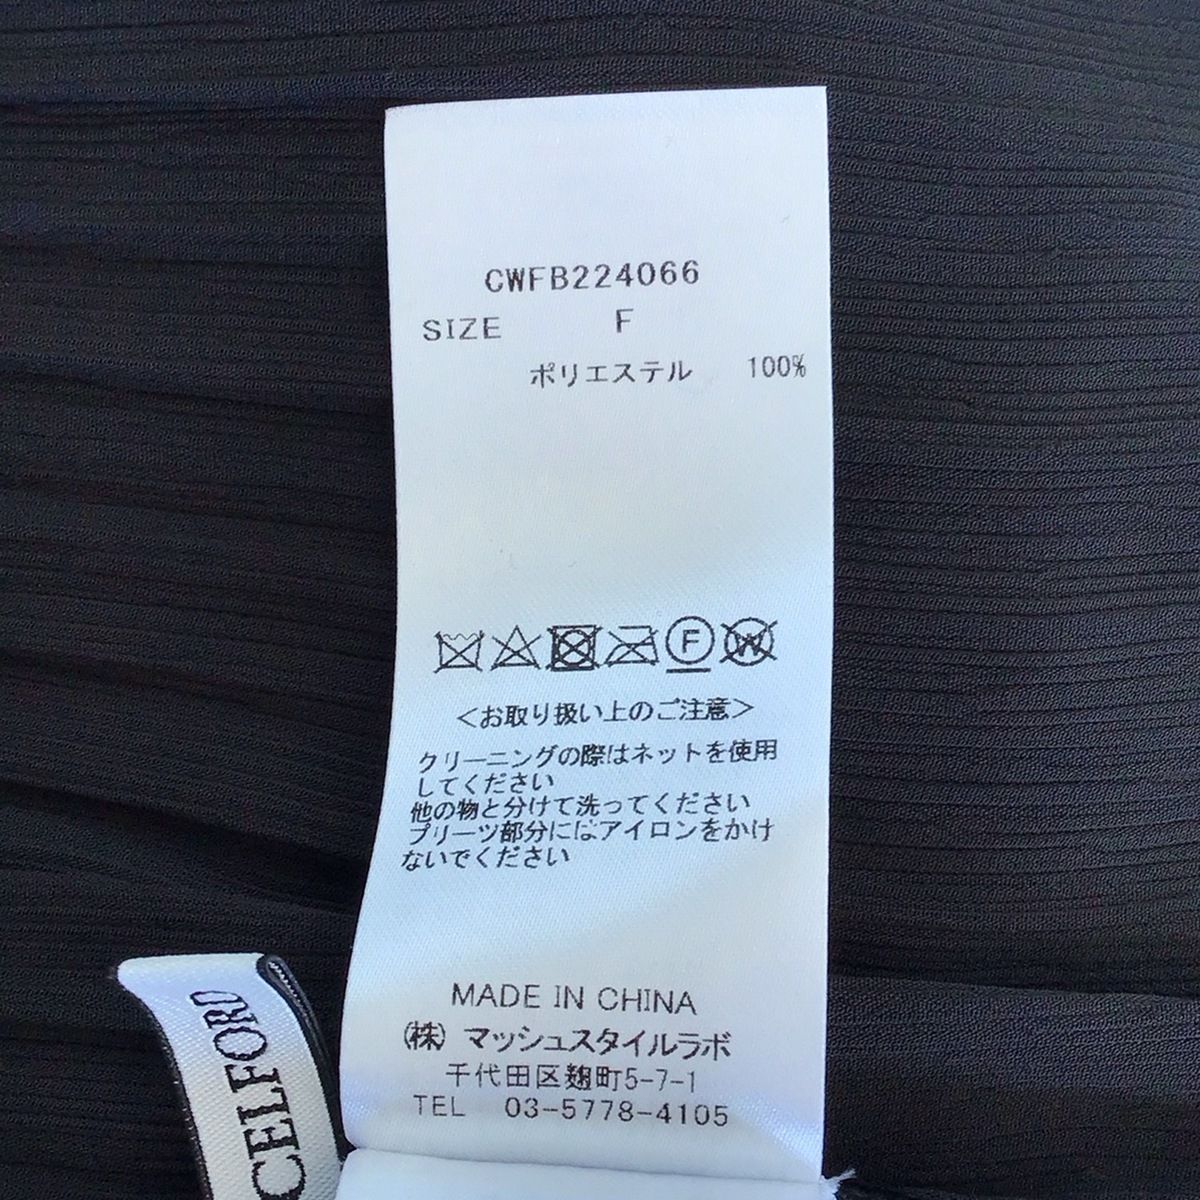 CWFB224066
SIZE F
ポリエステル 100%
F W
<お取り扱い上のご注意>
クリーニングの際はネットを使用
してください
他の物と分けて洗ってください
プリーツ部分にはアイロンをかけ
ないでください
MADE IN CHINA
(株) マッシュスタイルラボ
千代田区麹町5-7-1
TEL 03-5778-4105
CELFORD